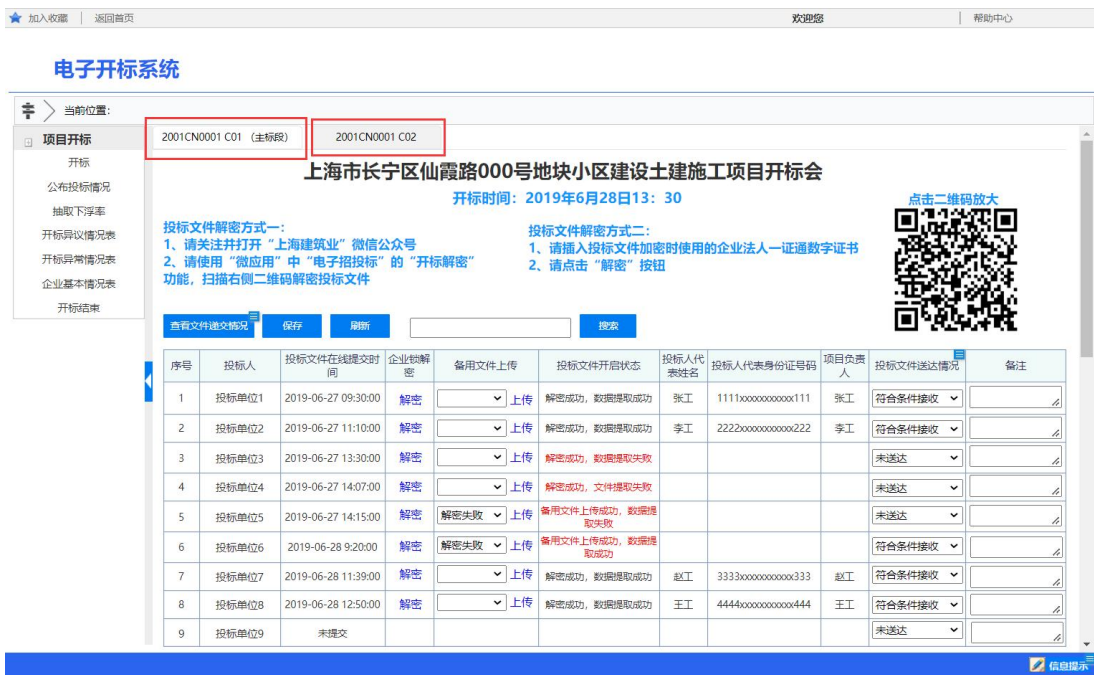 加入收藏 返回首页 欢迎您 帮助中心
电子开标系统
当前位置:
项目开标
开标
公布投标情况
抽取下浮率
开标异议情况表
开标异常情况表
企业基本情况表
开标结束
2001CN0001 C01 (主标段) 2001CN0001 C02
上海市长宁区仙霞路000号地块小区建设土建施工项目开标会
开标时间: 2019年6月28日13: 30
点击二维码放大
投标文件解密方式一:
1、请关注并打开“上海建筑业”微信公众号
2、请使用“微应用”中“电子招投标”的“开标解密”
功能,扫描右侧二维码解密投标文件
投标文件解密方式二:
1、请插入投标文件加密时使用的企业法人一证通数字证书
2、请点击“解密”按钮
查看文件递交情况 保存 刷新 搜索
序号 投标人 投标文件在线提交时间 企业锁解密 备用文件上传 投标文件开启状态 投标人代表姓名 投标人代表身份证号码 项目负责人 投标文件送达情况 备注
1 投标单位1 2019-06-27 09:30:00 解密 上传 解密成功, 数据提取成功 张工 1111xxxxxxxxxxx111 张工 符合条件接收
2 投标单位2 2019-06-27 11:10:00 解密 上传 解密成功, 数据提取成功 李工 2222xxxxxxxxxxx222 李工 符合条件接收
3 投标单位3 2019-06-27 13:30:00 解密 上传 解密成功, 数据提取失败 未送达
4 投标单位4 2019-06-27 14:07:00 解密 上传 解密成功, 文件提取失败 未送达
5 投标单位5 2019-06-27 14:15:00 解密 解密失败 上传 备用文件上传成功, 数据提取失败 未送达
6 投标单位6 2019-06-28 9:20:00 解密 解密失败 上传 备用文件上传成功, 数据提取成功 符合条件接收
7 投标单位7 2019-06-28 11:39:00 解密 上传 解密成功, 数据提取成功 赵工 3333xxxxxxxxxxx333 赵工 符合条件接收
8 投标单位8 2019-06-28 12:50:00 解密 上传 解密成功, 数据提取成功 王工 4444xxxxxxxxxxx444 王工 符合条件接收
9 投标单位9 未提交 未送达
信息提示